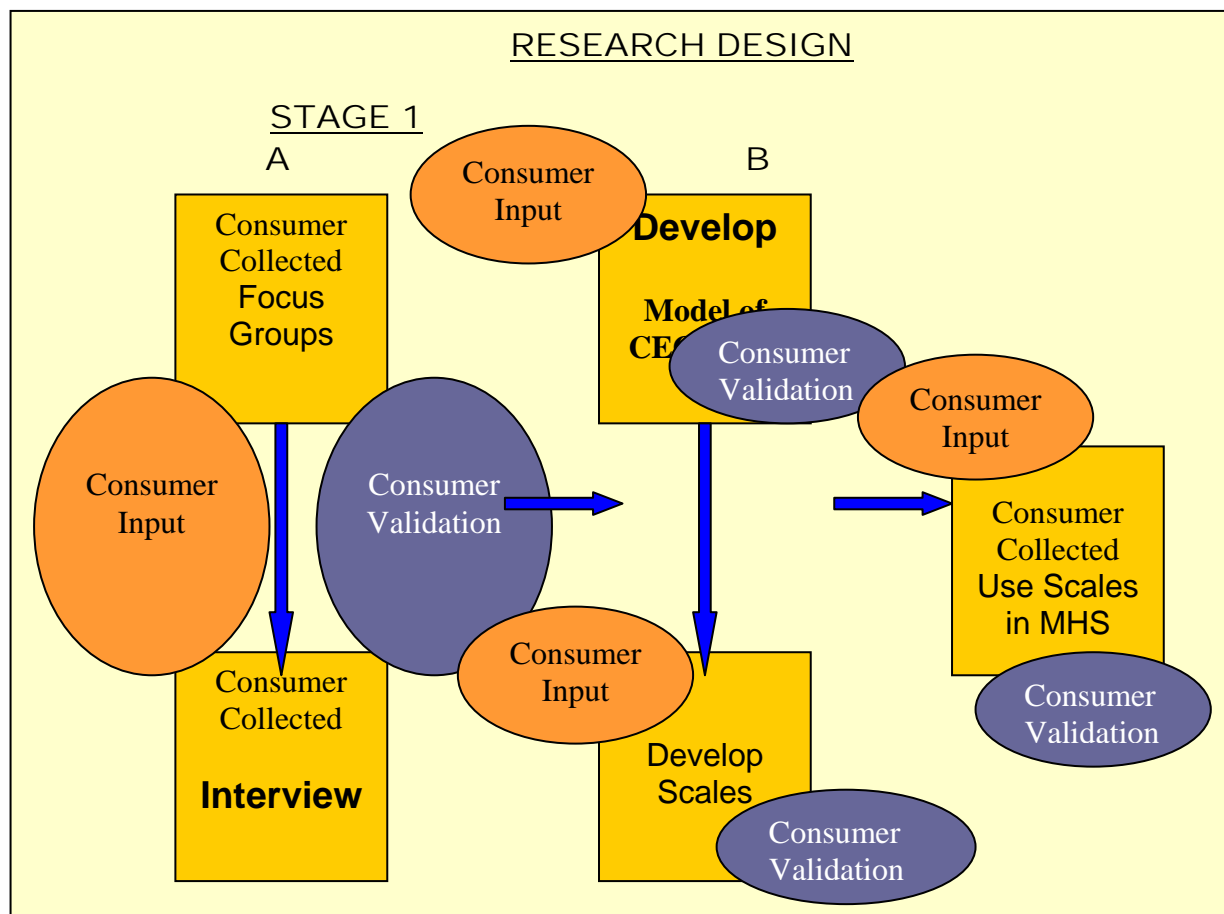 RESEARCH DESIGN
STAGE 1
A
B
Consumer
Collected
Focus
Groups
Consumer
Input
Consumer
Validation
Consumer
Collected
Interview
Consumer
Input
Develop
Model of
Consumer
Validation
Consumer
Input
Develop
Scales
Consumer
Validation
Consumer
Input
Consumer
Collected
Use Scales
in MHS
Consumer
Validation